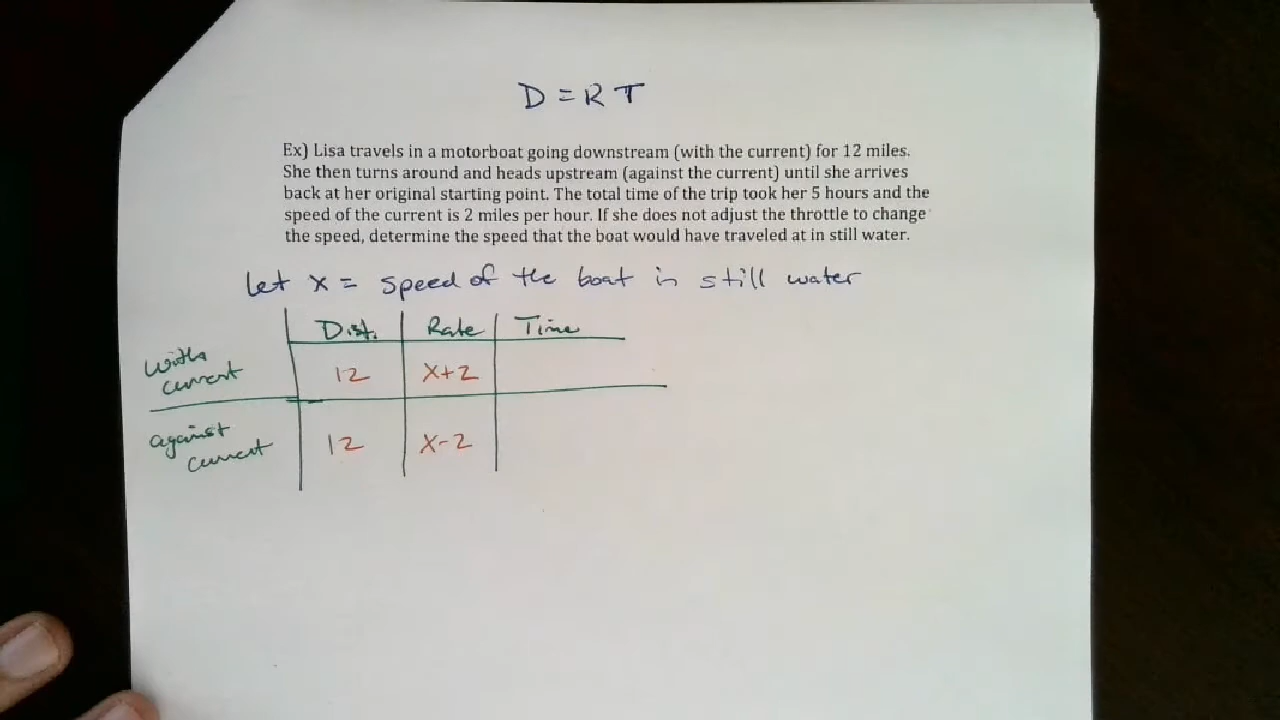 D = R T
Ex) Lisa travels in a motorboat going downstream (with the current) for 12 miles.
She then turns around and heads upstream (against the current) until she arrives
back at her original starting point. The total time of the trip took her 5 hours and the
speed of the current is 2 miles per hour. If she does not adjust the throttle to change
the speed, determine the speed that the boat would have traveled at in still water.
Let x = speed of the boat in still water
Dist. Rate Time
with current 12 x+2
against current 12 x-2